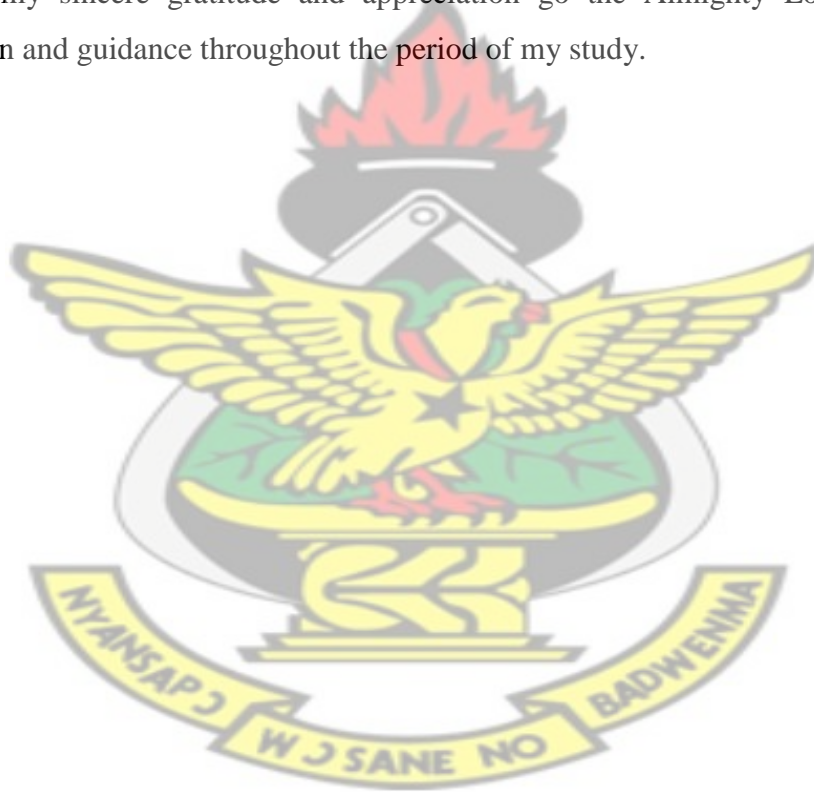 my sincere gratitude and appreciation go the Almighty Lo
n and guidance throughout the period of my study.
NYANSAPƆ
WƆSANE NO
BADWENMA